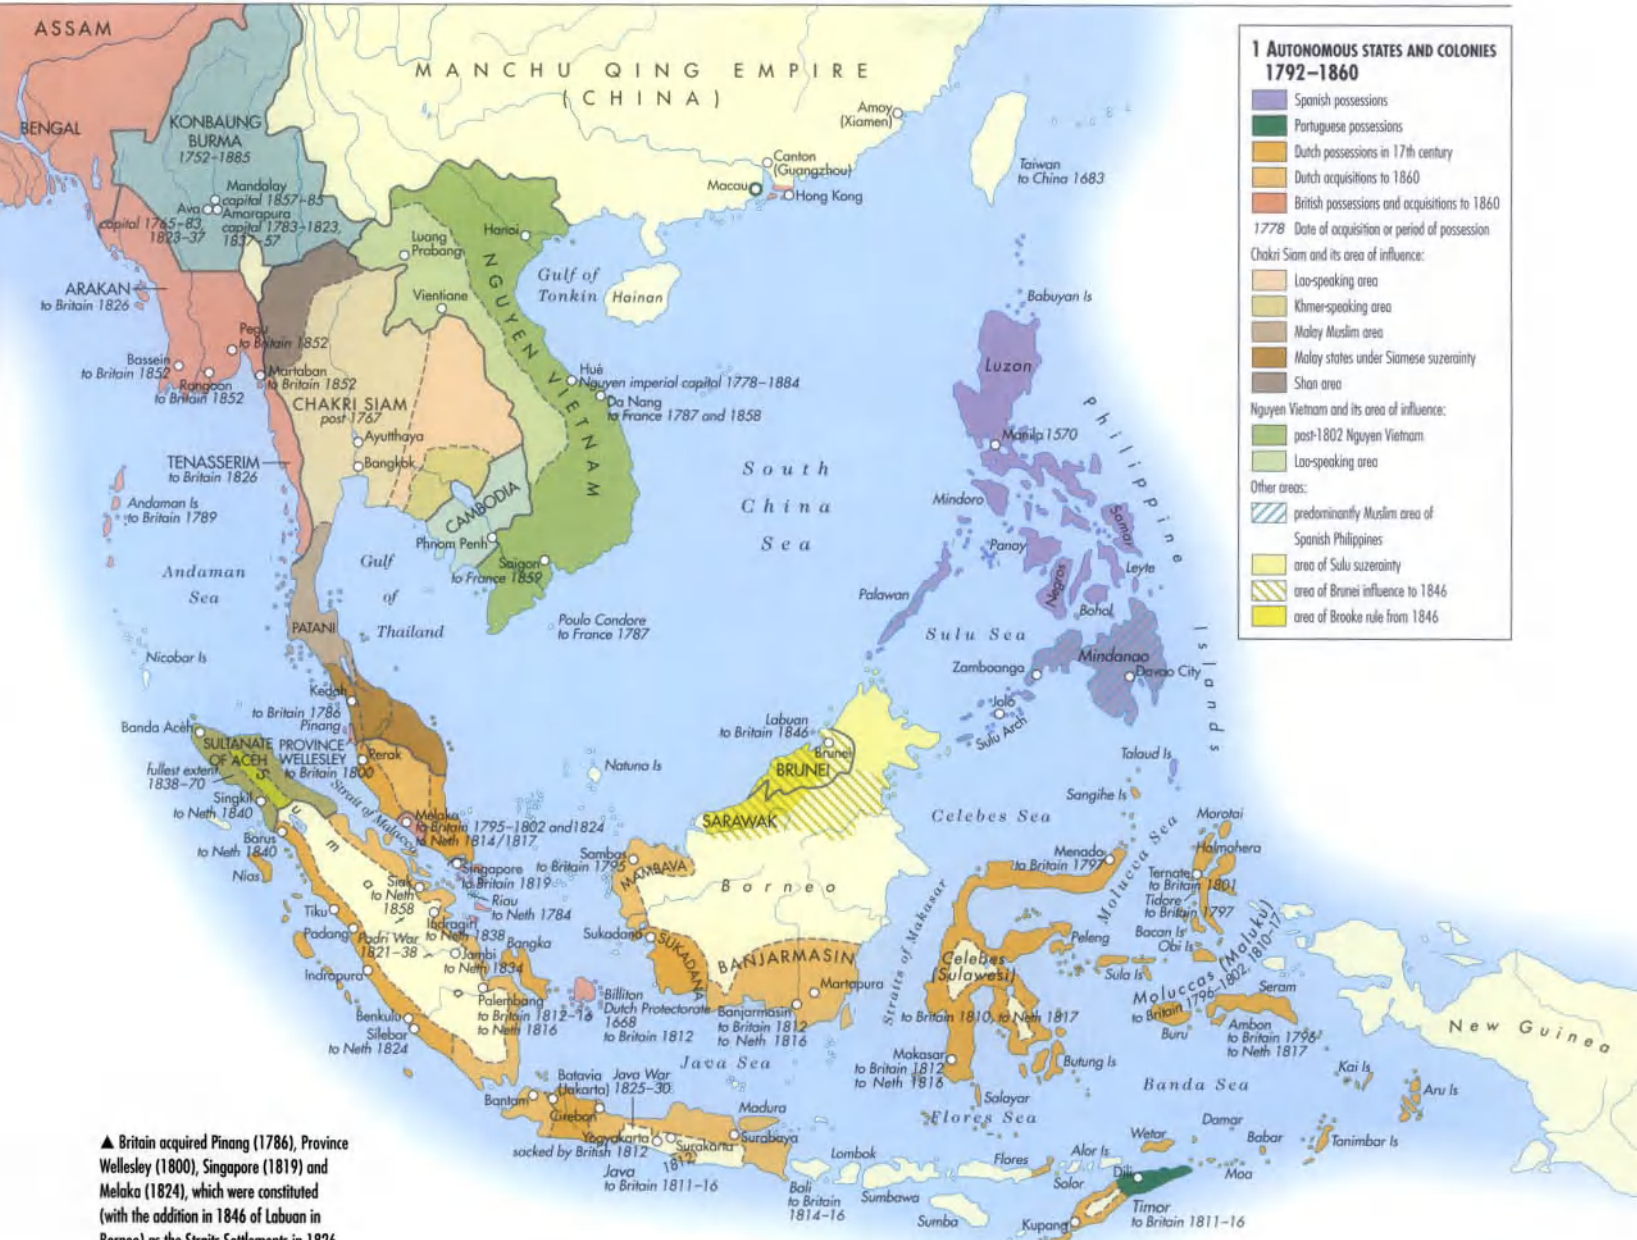 ASSAM
BENGAL
MANCHU QING EMPIRE
(CHINA)
KONBAUNG
BURMA
1752–1885
Mandalay
capital 1857–85
Ava
Amarapura
capital 1765–83,
1823–37
capital 1783–1823,
1837–57
Amoy
(Xiamen)
Canton
(Guangzhou)
Macau
Hong Kong
Taiwan
to China 1683
Luang
Prabang
Hanoi
Gulf of
Tonkin
Hainan
Vientiane
NGUYEN VIETNAM
ARAKAN
to Britain 1826
Pegu
to Britain 1852
Bassein
to Britain 1852
Rangoon
to Britain 1852
Martaban
to Britain 1852
CHAKRI SIAM
post 1767
Ayutthaya
Bangkok
Hué
Nguyen imperial capital 1778–1884
Da Nang
to France 1787 and 1858
TENASSERIM
to Britain 1826
Andaman Is
to Britain 1789
CAMBODIA
Phnom Penh
Saigon
to France 1859
Poulo Condore
to France 1787
Andaman
Sea
Gulf
of
Thailand
South
China
Sea
Babuyan Is
Luzon
Manila 1570
Philippine Islands
Mindoro
Samar
Panay
Leyte
Negros
Bohol
Palawan
Sulu Sea
Mindanao
Zamboanga
Davao City
Jolo
Sulu Arch
Talaud Is
Nicobar Is
PATANI
Kedah
to Britain 1786
Pinang
PROVINCE
WELLESLEY
to Britain 1800
Perak
Banda Aceh
SULTANATE
OF ACEH
fullest extent
1838–70
Singkil
to Neth 1840
Barus
to Neth 1840
Nias
Strait of Malacca
Melaka
to Britain 1795–1802 and 1824
to Neth 1814/1817
Singapore
to Britain 1819
Riau
to Neth 1784
Sumatra
Siak
to Neth
1858
Indragiri
to Neth 1838
Tiku
Padang
Padri War
1821–38
Jambi
to Neth 1834
Bangka
Indrapura
Palembang
to Britain 1812–16
to Neth 1816
Benkulu
Silebar
to Neth 1824
Billiton
Dutch Protectorate
1668
to Britain 1812
Natuna Is
Labuan
to Britain 1846
Brunei
BRUNEI
SARAWAK
Sambas
to Britain 1795
MAMBAVA
Borneo
Sukadana
SUKADANA
BANJARMASIN
Martapura
Banjarmasin
to Britain 1812
to Neth 1816
Straits of Makasar
Celebes Sea
Sangihe Is
Menado
to Britain 1797
Molucca Sea
Morotai
Halmahera
Ternate
to Britain 1801
Tidore
to Britain 1797
Bacan Is
Obi Is
Peleng
Sula Is
Celebes
(Sulawesi)
to Britain 1810, to Neth 1817
Moluccas (Maluku)
to Britain 1796–1802, 1810–17
Seram
Buru
Ambon
to Britain 1796
to Neth 1817
Makasar
to Britain 1812
to Neth 1816
Butung Is
Salayar
New Guinea
Kai Is
Aru Is
Java Sea
Banda Sea
Flores Sea
Batavia
(Jakarta)
Java War
1825–30
Bantam
Cirebon
Madura
Yogyakarta
sacked by British 1812
Surakarta
1812
Surabaya
Java
to Britain 1811–16
Bali
to Britain
1814–16
Lombok
Sumbawa
Sumba
Flores
Solor
Alor Is
Wetar
Damar
Babar
Tanimbar Is
Moa
Dili
Timor
to Britain 1811–16
Kupang
1 AUTONOMOUS STATES AND COLONIES
1792–1860
Spanish possessions
Portuguese possessions
Dutch possessions in 17th century
Dutch acquisitions to 1860
British possessions and acquisitions to 1860
1778 Date of acquisition or period of possession
Chakri Siam and its area of influence:
Lao-speaking area
Khmer-speaking area
Malay Muslim area
Malay states under Siamese suzerainty
Shan area
Nguyen Vietnam and its area of influence:
post-1802 Nguyen Vietnam
Lao-speaking area
Other areas:
predominantly Muslim area of
Spanish Philippines
area of Sulu suzerainty
area of Brunei influence to 1846
area of Brooke rule from 1846
▲ Britain acquired Pinang (1786), Province
Wellesley (1800), Singapore (1819) and
Melaka (1824), which were constituted
(with the addition in 1846 of Labuan in
Borneo) as the Straits Settlements in 1826